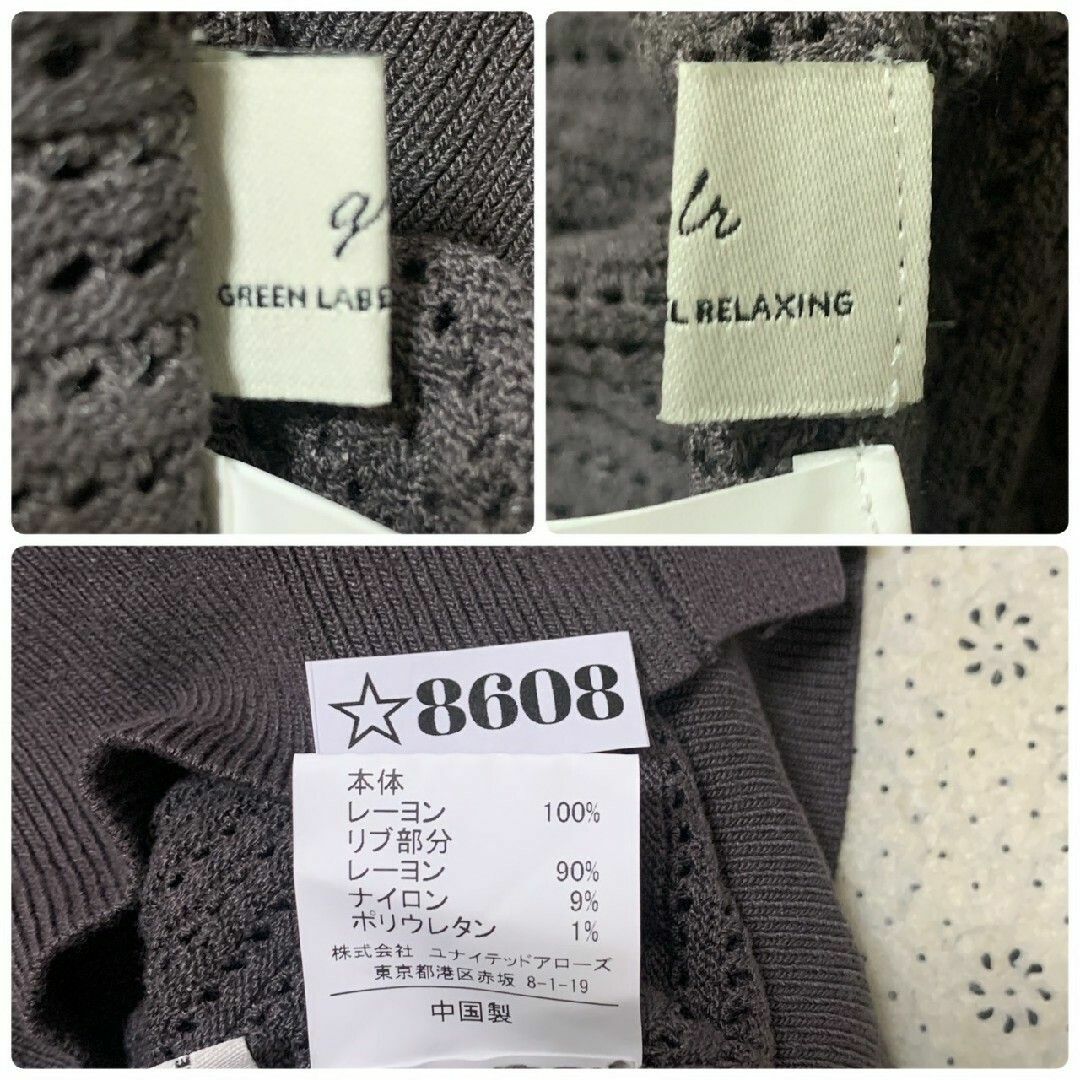 g
GREEN LABE
lr
L RELAXING
☆8608
本体
レーヨン 100%
リブ部分
レーヨン 90%
ナイロン 9%
ポリウレタン 1%
株式会社 ユナイテッドアローズ
東京都港区赤坂 8-1-19
中国製